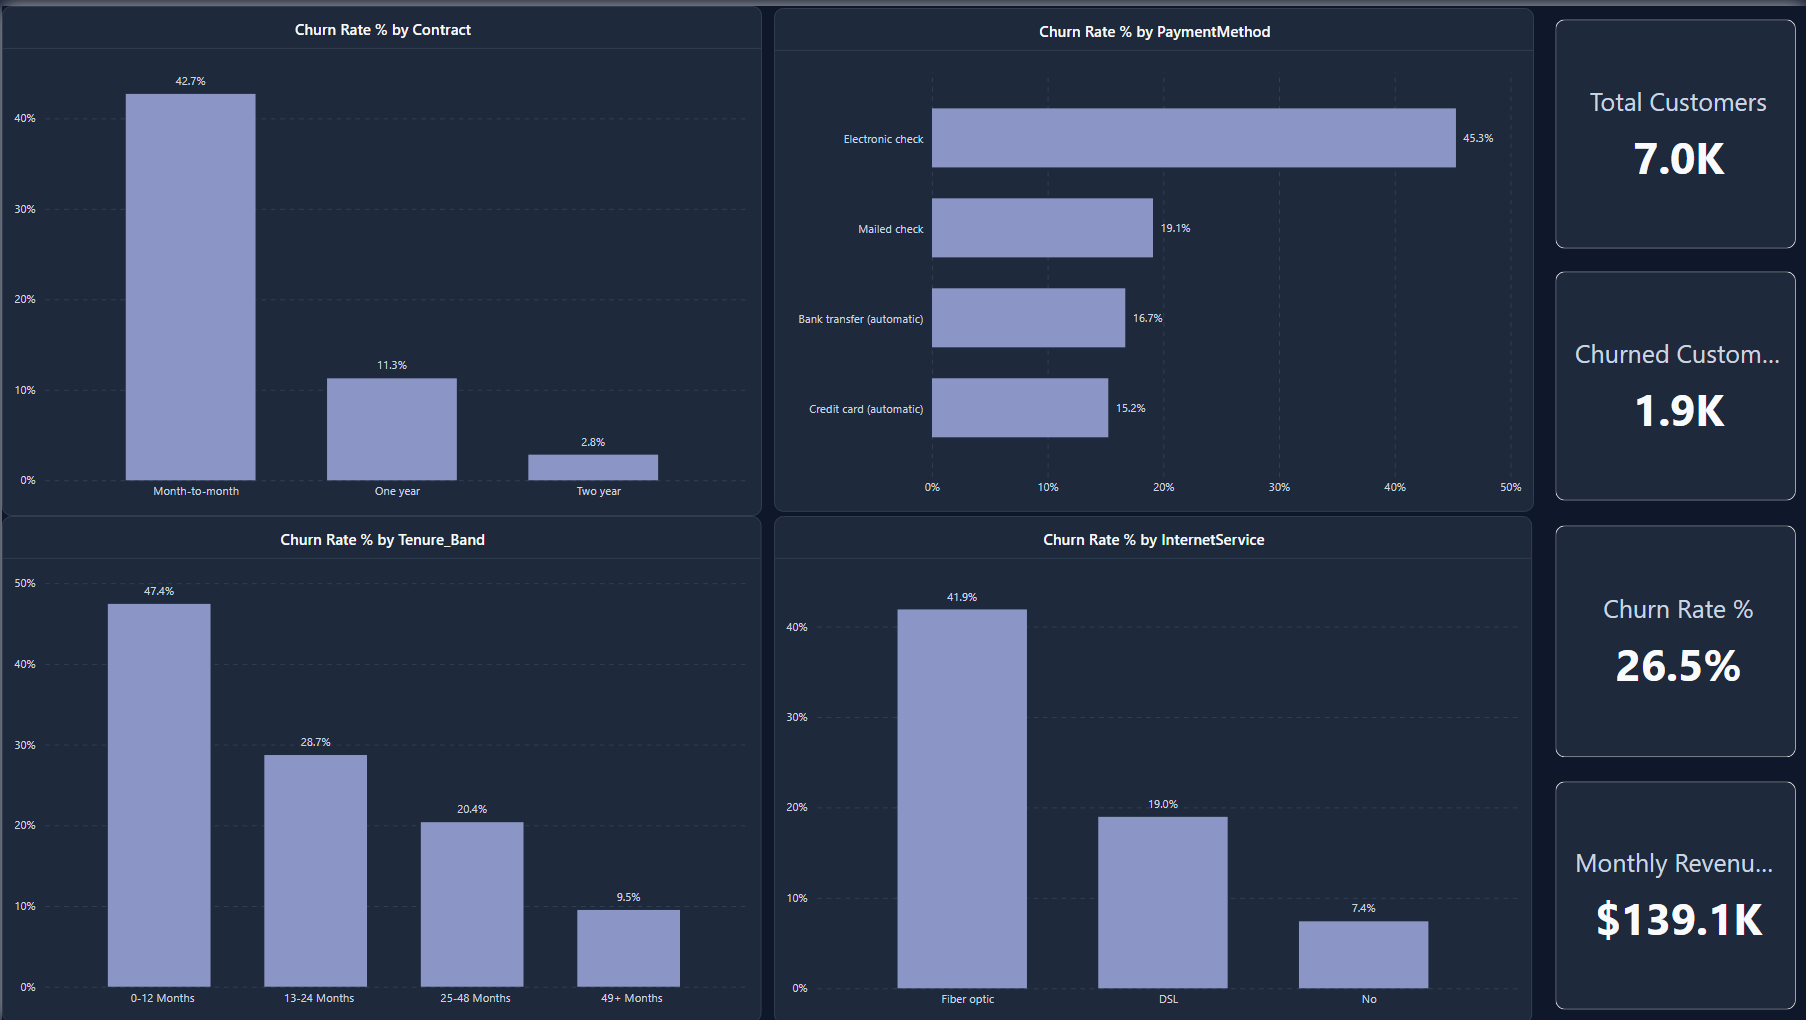 Churn Rate % by Contract
42.7%
40%
11.3%
30%
20%
10%
2.8%
0%
Month-to-month
One year
Two year
Churn Rate % by PaymentMethod
Electronic check
45.3%
Mailed check
19.1%
Bank transfer (automatic)
16.7%
Credit card (automatic)
15.2%
0%
10%
20%
30%
40%
50%
Churn Rate % by Tenure_Band
50%
47.4%
40%
28.7%
30%
20.4%
20%
9.5%
10%
0%
0-12 Months
13-24 Months
25-48 Months
49+ Months
Churn Rate % by InternetService
41.9%
40%
30%
20%
19.0%
10%
7.4%
0%
Fiber optic
DSL
No
Total Customers
7.0K
Churned Custom...
1.9K
Churn Rate %
26.5%
Monthly Revenu...
$139.1K